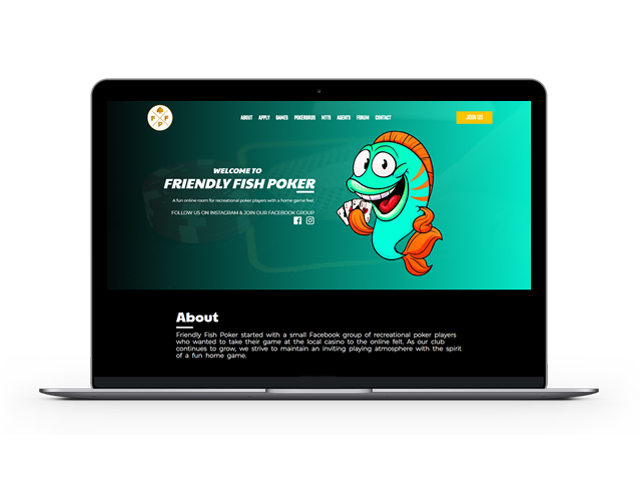 F F
P
ABOUT APPLY GAMES POKERBROS MTTS AGENTS FORUM CONTACT
JOIN US
WELCOME TO
FRIENDLY FISH POKER
A fun online room for recreational poker players with a home game feel.
FOLLOW US ON INSTAGRAM & JOIN OUR FACEBOOK GROUP
About
Friendly Fish Poker started with a small Facebook group of recreational poker players
who wanted to take their game at the local casino to the online felt. As our club
continues to grow, we strive to maintain an inviting playing atmosphere with the spirit
of a fun home game.